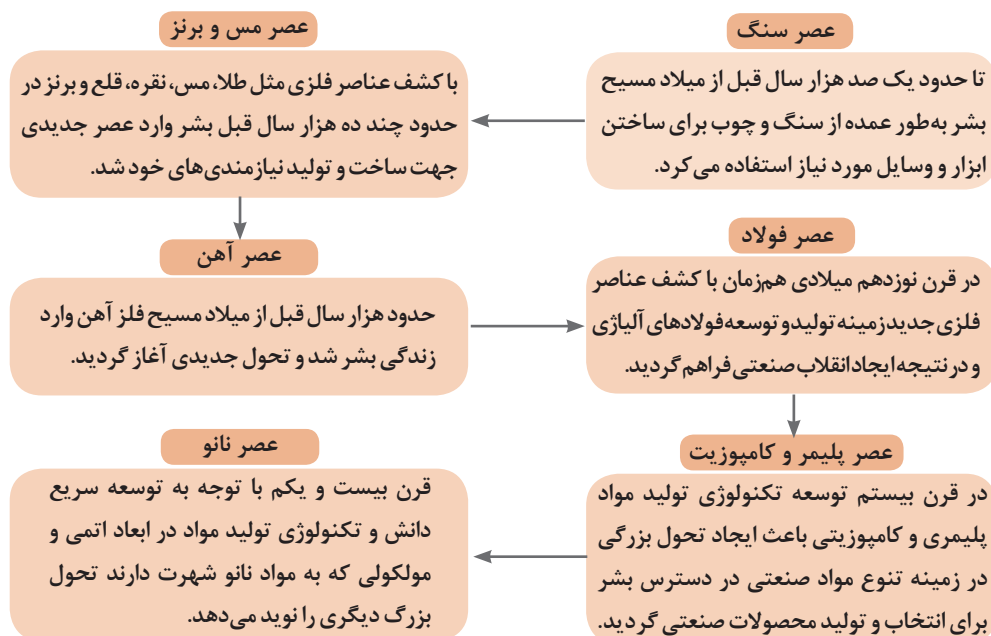 عصر سنگ
تا حدود یک صد هزار سال قبل از میلاد مسیح
بشر به‌طور عمده از سنگ و چوب برای ساختن
ابزار و وسایل مورد نیاز استفاده می‌کرد.
عصر مس و برنز
با کشف عناصر فلزی مثل طلا، مس، نقره، قلع و برنز در
حدود چند ده هزار سال قبل بشر وارد عصر جدیدی
جهت ساخت و تولید نیازمندی‌های خود شد.
عصر آهن
حدود هزار سال قبل از میلاد مسیح فلز آهن وارد
زندگی بشر شد و تحول جدیدی آغاز گردید.
عصر فولاد
در قرن نوزدهم میلادی هم‌زمان با کشف عناصر
فلزی جدید زمینه تولید و توسعه فولادهای آلیاژی
و در نتیجه ایجاد انقلاب صنعتی فراهم گردید.
عصر پلیمر و کامپوزیت
در قرن بیستم توسعه تکنولوژی تولید مواد
پلیمری و کامپوزیتی باعث ایجاد تحول بزرگی
در زمینه تنوع مواد صنعتی در دسترس بشر
برای انتخاب و تولید محصولات صنعتی گردید.
عصر نانو
قرن بیست و یکم با توجه به توسعه سریع
دانش و تکنولوژی تولید مواد در ابعاد اتمی و
مولکولی که به مواد نانو شهرت دارند تحول
بزرگ دیگری را نوید می‌دهد.